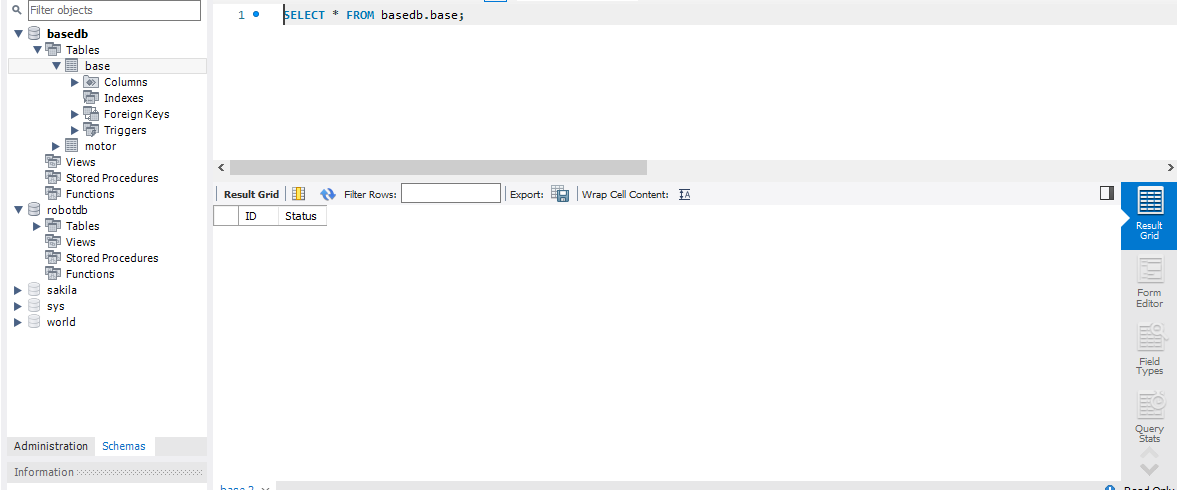 Filter objects
basedb
Tables
base
Columns
Indexes
Foreign Keys
Triggers
motor
Views
Stored Procedures
Functions
robotdb
Tables
Views
Stored Procedures
Functions
sakila
sys
world
Administration Schemas
Information
1 SELECT * FROM basedb.base;
Result Grid Filter Rows: Export: Wrap Cell Content:
ID Status
Result
Grid
Form
Editor
Field
Types
Query
Stats
base 2
Read Only